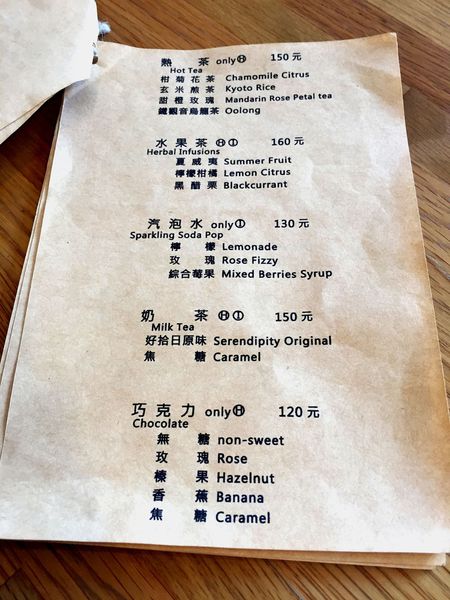 熱茶 onlyⒽ 150 元
Hot Tea
柑菊花茶 Chamomile Citrus
玄米煎茶 Kyoto Rice
甜橙玫瑰 Mandarin Rose Petal tea
鐵觀音烏龍茶 Oolong
水果茶 ⒽⒾ 160 元
Herbal Infusions
夏威夷 Summer Fruit
檸檬柑橘 Lemon Citrus
黑醋栗 Blackcurrant
汽泡水 onlyⒾ 130 元
Sparkling Soda Pop
檸檬 Lemonade
玫瑰 Rose Fizzy
綜合莓果 Mixed Berries Syrup
奶茶 ⒽⒾ 150 元
Milk Tea
好拾日原味 Serendipity Original
焦糖 Caramel
巧克力 onlyⒽ 120 元
Chocolate
無糖 non-sweet
玫瑰 Rose
榛果 Hazelnut
香蕉 Banana
焦糖 Caramel